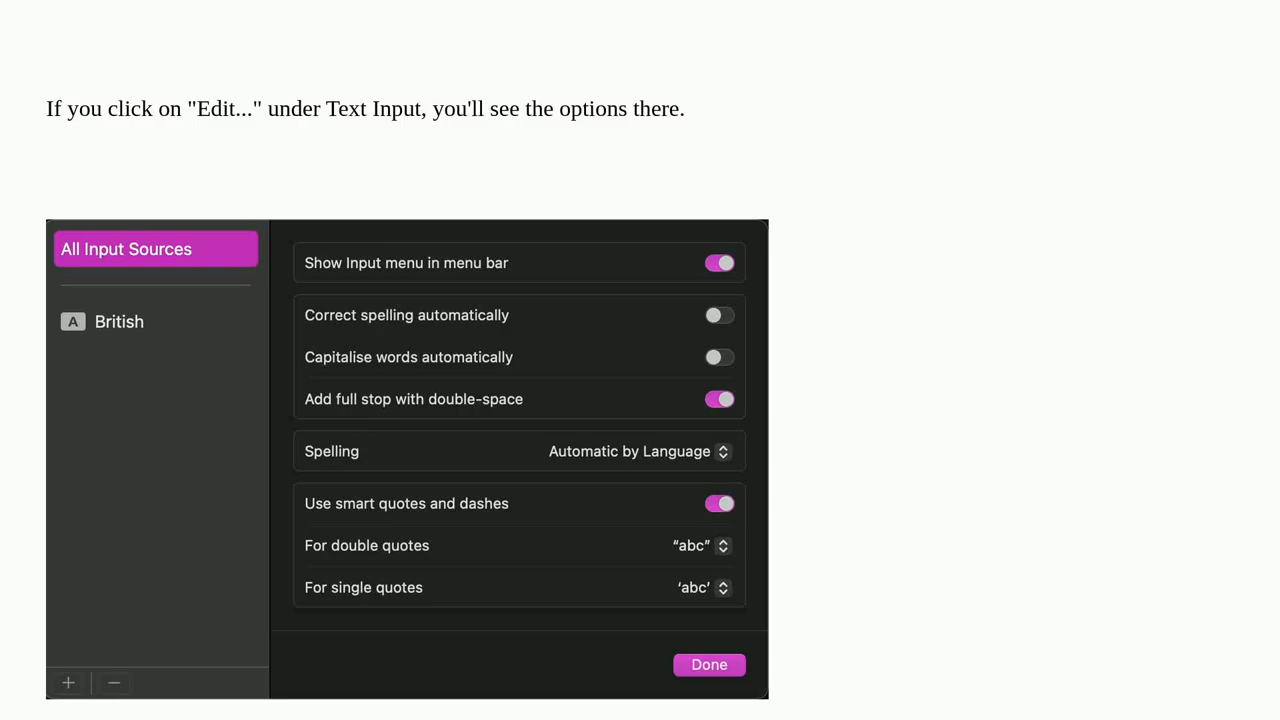 If you click on "Edit..." under Text Input, you'll see the options there.
All Input Sources
A British
Show Input menu in menu bar
Correct spelling automatically
Capitalise words automatically
Add full stop with double-space
Spelling Automatic by Language
Use smart quotes and dashes
For double quotes “abc”
For single quotes ‘abc’
Done